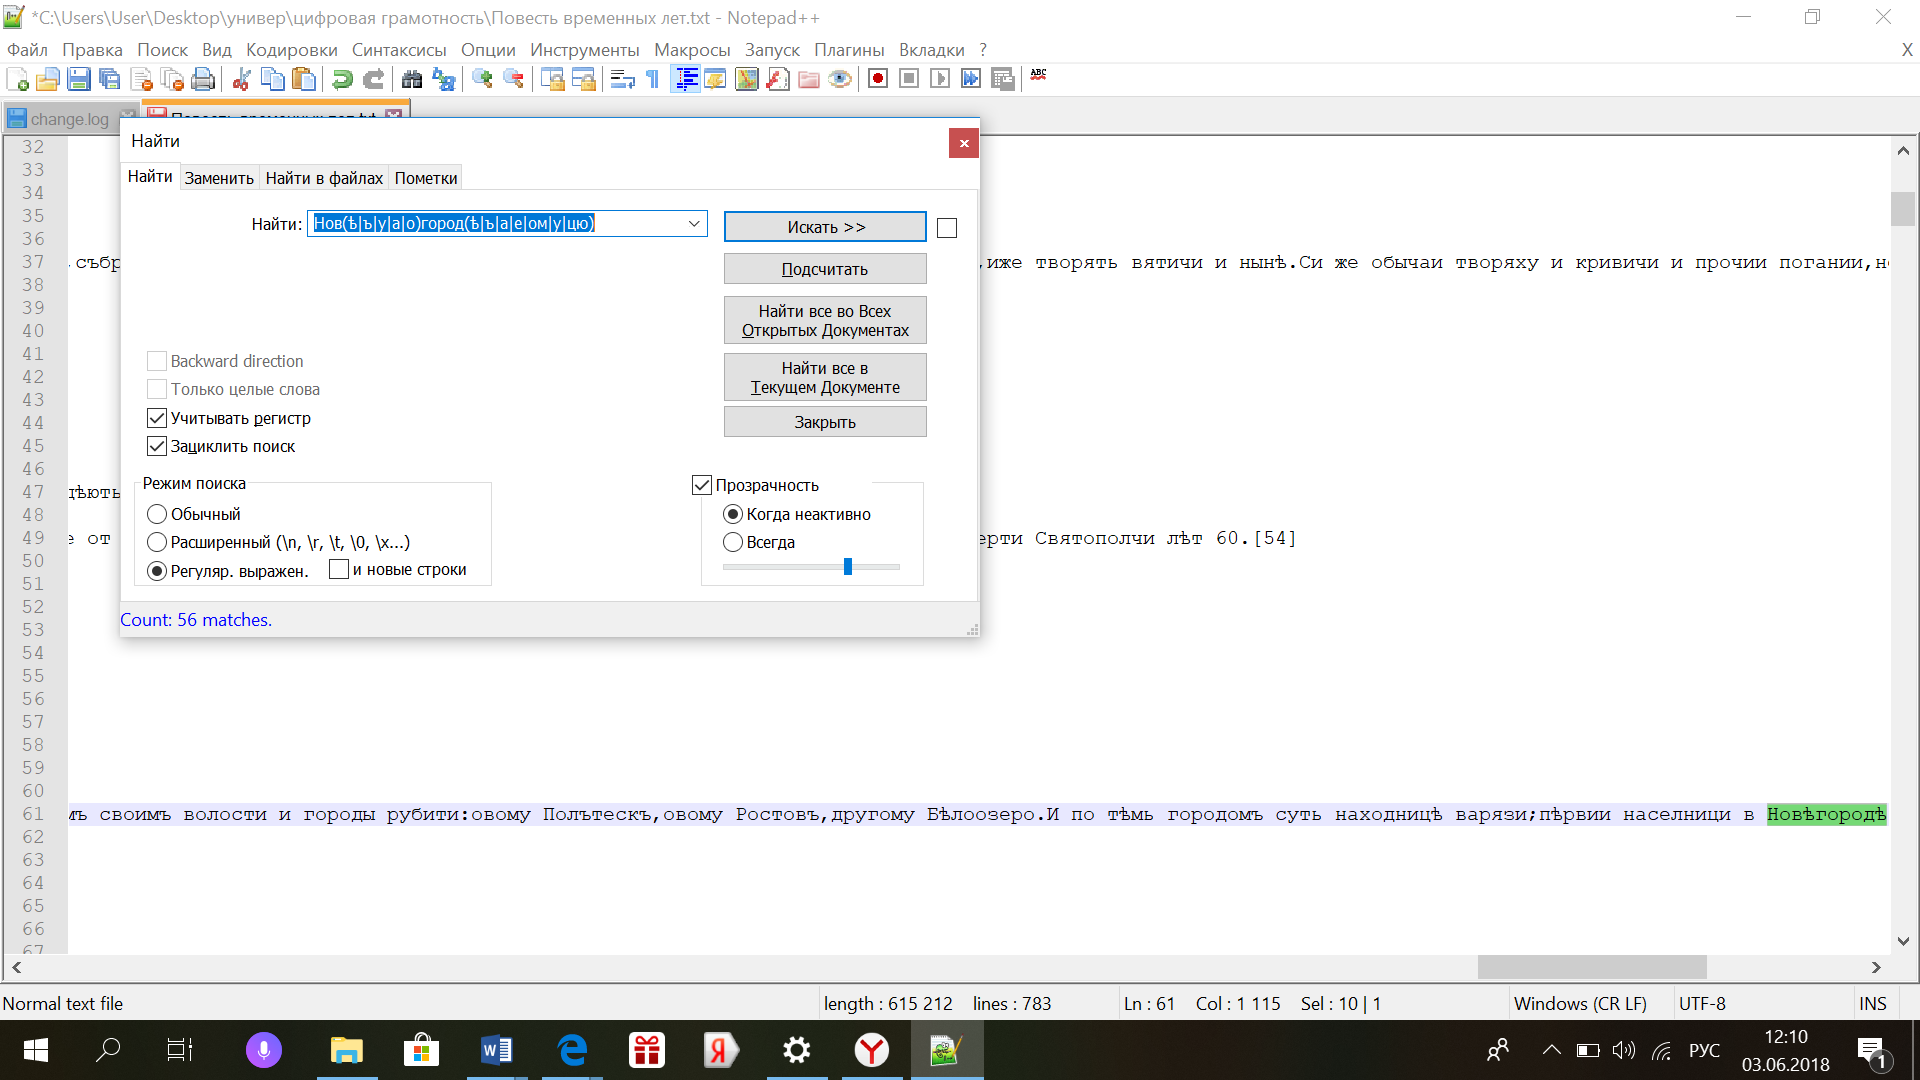 *C:\Users\User\Desktop\универ\цифровая грамотность\Повесть временных лет.txt - Notepad++
Файл Правка Поиск Вид Кодировки Синтаксисы Опции Инструменты Макросы Запуск Плагины Вкладки ? X
ABC
change.log Повесть временных лет.txt
Найти
Найти Заменить Найти в файлах Пометки
Найти: Нов(ѣ|ъ|у|а|о)город(ѣ|ъ|а|е|ом|у|цю) Искать >>
Подсчитать
Найти все во Всех
Открытых Документах
Найти все в
Текущем Документе
Закрыть
Backward direction
Только целые слова
Учитывать регистр
Зациклить поиск
Режим поиска
Обычный
Расширенный (\n, \r, \t, \0, \x...)
Регуляр. выражен. и новые строки
Прозрачность
Когда неактивно
Всегда
Count: 56 matches.
32
33
34
35
36
37 .събр ,иже творять вятичи и нынѣ.Си же обычаи творяху и кривичи и прочии погании,не
38
39
40
41
42
43
44
45
46
47 дѣють
48
49 е от ерти Святополчи лѣт 60.[54]
50
51
52
53
54
55
56
57
58
59
60
61 мъ своимъ волости и городы рубити:овому Полътескъ,овому Ростовъ,другому Бѣлоозеро.И по тѣмь городомъ суть находницѣ варязи;пѣрвии населници в Новѣгородѣ
62
63
64
65
66
67
Normal text file length : 615 212 lines : 783 Ln : 61 Col : 1 115 Sel : 10 | 1 Windows (CR LF) UTF-8 INS
Я Y РУС 12:10
03.06.2018 1